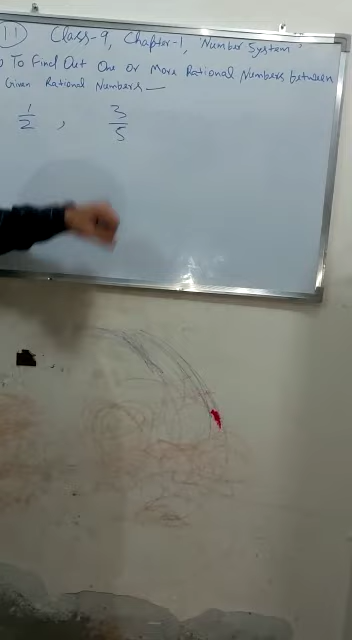 11 Class-9, Chapter-1, 'Number System'
To Find Out One Or More Rational Numbers between
Given Rational Numbers —
1/2 , 3/5